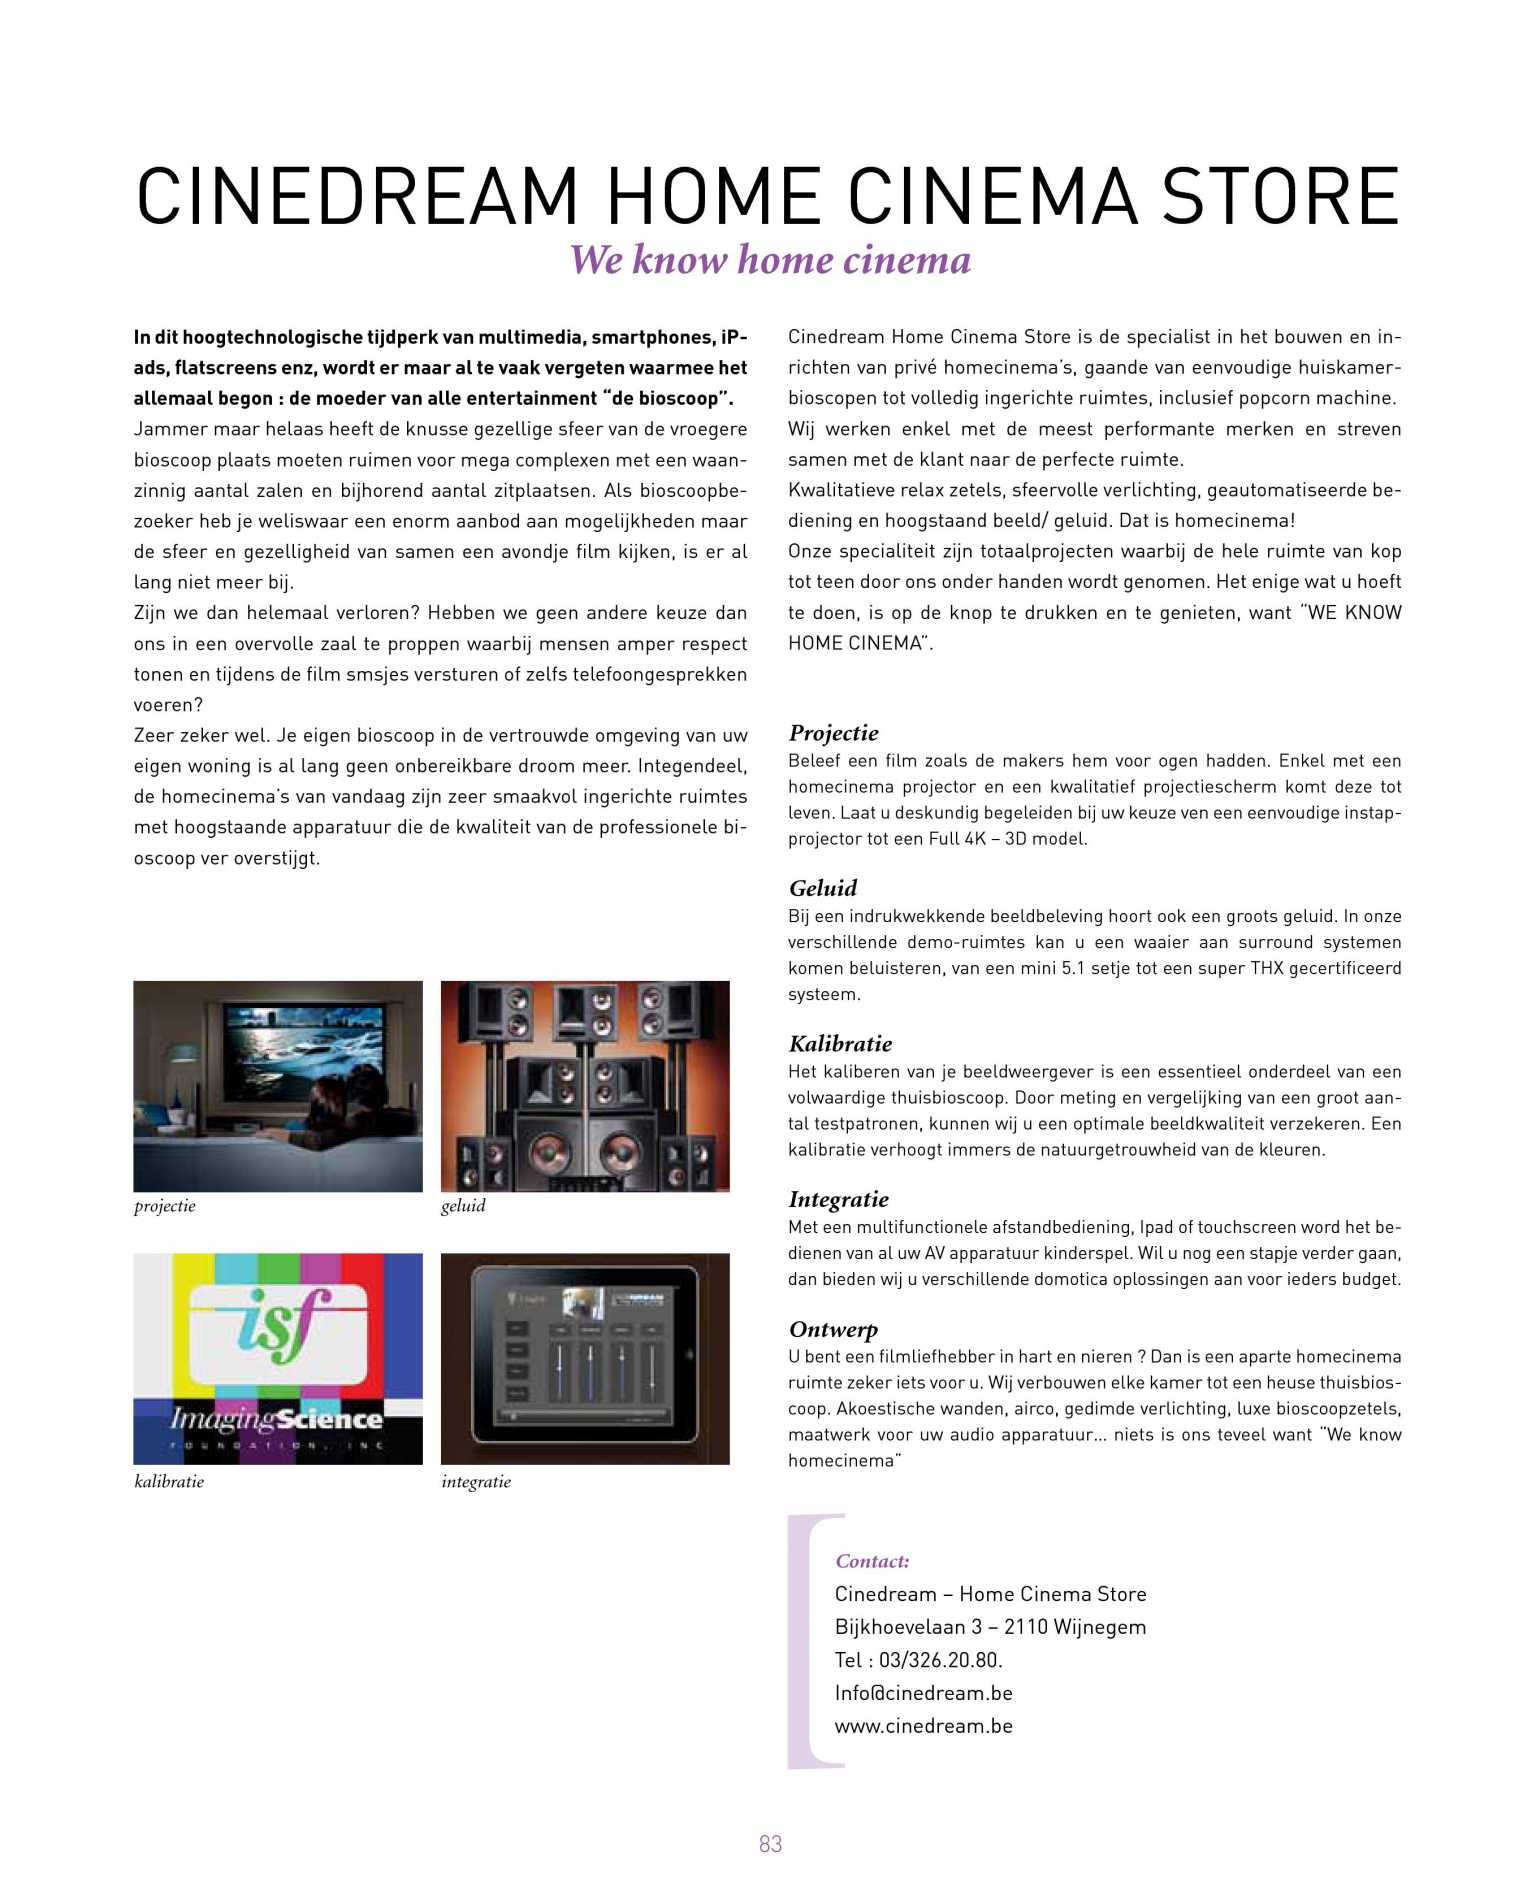 CINEDREAM HOME CINEMA STORE
We know home cinema
In dit hoogtechnologische tijdperk van multimedia, smartphones, iP-
ads, flatscreens enz, wordt er maar al te vaak vergeten waarmee het
allemaal begon : de moeder van alle entertainment “de bioscoop”.
Jammer maar helaas heeft de knusse gezellige sfeer van de vroegere
bioscoop plaats moeten ruimen voor mega complexen met een waan-
zinnig aantal zalen en bijhorend aantal zitplaatsen. Als bioscoopbe-
zoeker heb je weliswaar een enorm aanbod aan mogelijkheden maar
de sfeer en gezelligheid van samen een avondje film kijken, is er al
lang niet meer bij.
Zijn we dan helemaal verloren? Hebben we geen andere keuze dan
ons in een overvolle zaal te proppen waarbij mensen amper respect
tonen en tijdens de film smsjes versturen of zelfs telefoongesprekken
voeren?
Zeer zeker wel. Je eigen bioscoop in de vertrouwde omgeving van uw
eigen woning is al lang geen onbereikbare droom meer. Integendeel,
de homecinema’s van vandaag zijn zeer smaakvol ingerichte ruimtes
met hoogstaande apparatuur die de kwaliteit van de professionele bi-
oscoop ver overstijgt.
projectie
geluid
isf
ImagingScience
FOUNDATION, INC
kalibratie
integratie
Cinedream Home Cinema Store is de specialist in het bouwen en in-
richten van privé homecinema’s, gaande van eenvoudige huiskamer-
bioscopen tot volledig ingerichte ruimtes, inclusief popcorn machine.
Wij werken enkel met de meest performante merken en streven
samen met de klant naar de perfecte ruimte.
Kwalitatieve relax zetels, sfeervolle verlichting, geautomatiseerde be-
diening en hoogstaand beeld/ geluid. Dat is homecinema!
Onze specialiteit zijn totaalprojecten waarbij de hele ruimte van kop
tot teen door ons onder handen wordt genomen. Het enige wat u hoeft
te doen, is op de knop te drukken en te genieten, want “WE KNOW
HOME CINEMA”.
Projectie
Beleef een film zoals de makers hem voor ogen hadden. Enkel met een
homecinema projector en een kwalitatief projectiescherm komt deze tot
leven. Laat u deskundig begeleiden bij uw keuze ven een eenvoudige instap-
projector tot een Full 4K – 3D model.
Geluid
Bij een indrukwekkende beeldbeleving hoort ook een groots geluid. In onze
verschillende demo-ruimtes kan u een waaier aan surround systemen
komen beluisteren, van een mini 5.1 setje tot een super THX gecertificeerd
systeem.
Kalibratie
Het kaliberen van je beeldweergever is een essentieel onderdeel van een
volwaardige thuisbioscoop. Door meting en vergelijking van een groot aan-
tal testpatronen, kunnen wij u een optimale beeldkwaliteit verzekeren. Een
kalibratie verhoogt immers de natuurgetrouwheid van de kleuren.
Integratie
Met een multifunctionele afstandbediening, Ipad of touchscreen word het be-
dienen van al uw AV apparatuur kinderspel. Wil u nog een stapje verder gaan,
dan bieden wij u verschillende domotica oplossingen aan voor ieders budget.
Ontwerp
U bent een filmliefhebber in hart en nieren ? Dan is een aparte homecinema
ruimte zeker iets voor u. Wij verbouwen elke kamer tot een heuse thuisbios-
coop. Akoestische wanden, airco, gedimde verlichting, luxe bioscoopzetels,
maatwerk voor uw audio apparatuur... niets is ons teveel want “We know
homecinema”
Contact:
Cinedream – Home Cinema Store
Bijkhoevelaan 3 – 2110 Wijnegem
Tel : 03/326.20.80.
Info@cinedream.be
www.cinedream.be
83